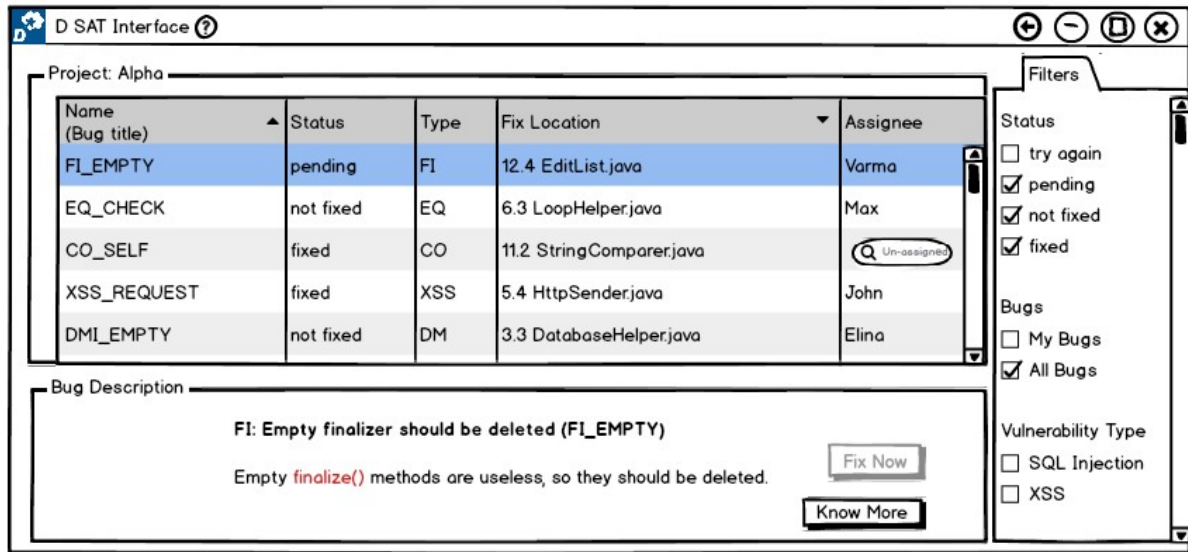 D
D SAT Interface ?
Project: Alpha
Name
(Bug title)
Status
Type
Fix Location
Assignee
FI_EMPTY pending FI 12.4 EditList.java Varma
EQ_CHECK not fixed EQ 6.3 LoopHelper.java Max
CO_SELF fixed CO 11.2 StringComparer.java Un-assigned
XSS_REQUEST fixed XSS 5.4 HttpSender.java John
DMI_EMPTY not fixed DM 3.3 DatabaseHelper.java Elina
Bug Description
FI: Empty finalizer should be deleted (FI_EMPTY)
Empty finalize() methods are useless, so they should be deleted.
Fix Now
Know More
Filters
Status
try again
pending
not fixed
fixed
Bugs
My Bugs
All Bugs
Vulnerability Type
SQL Injection
XSS